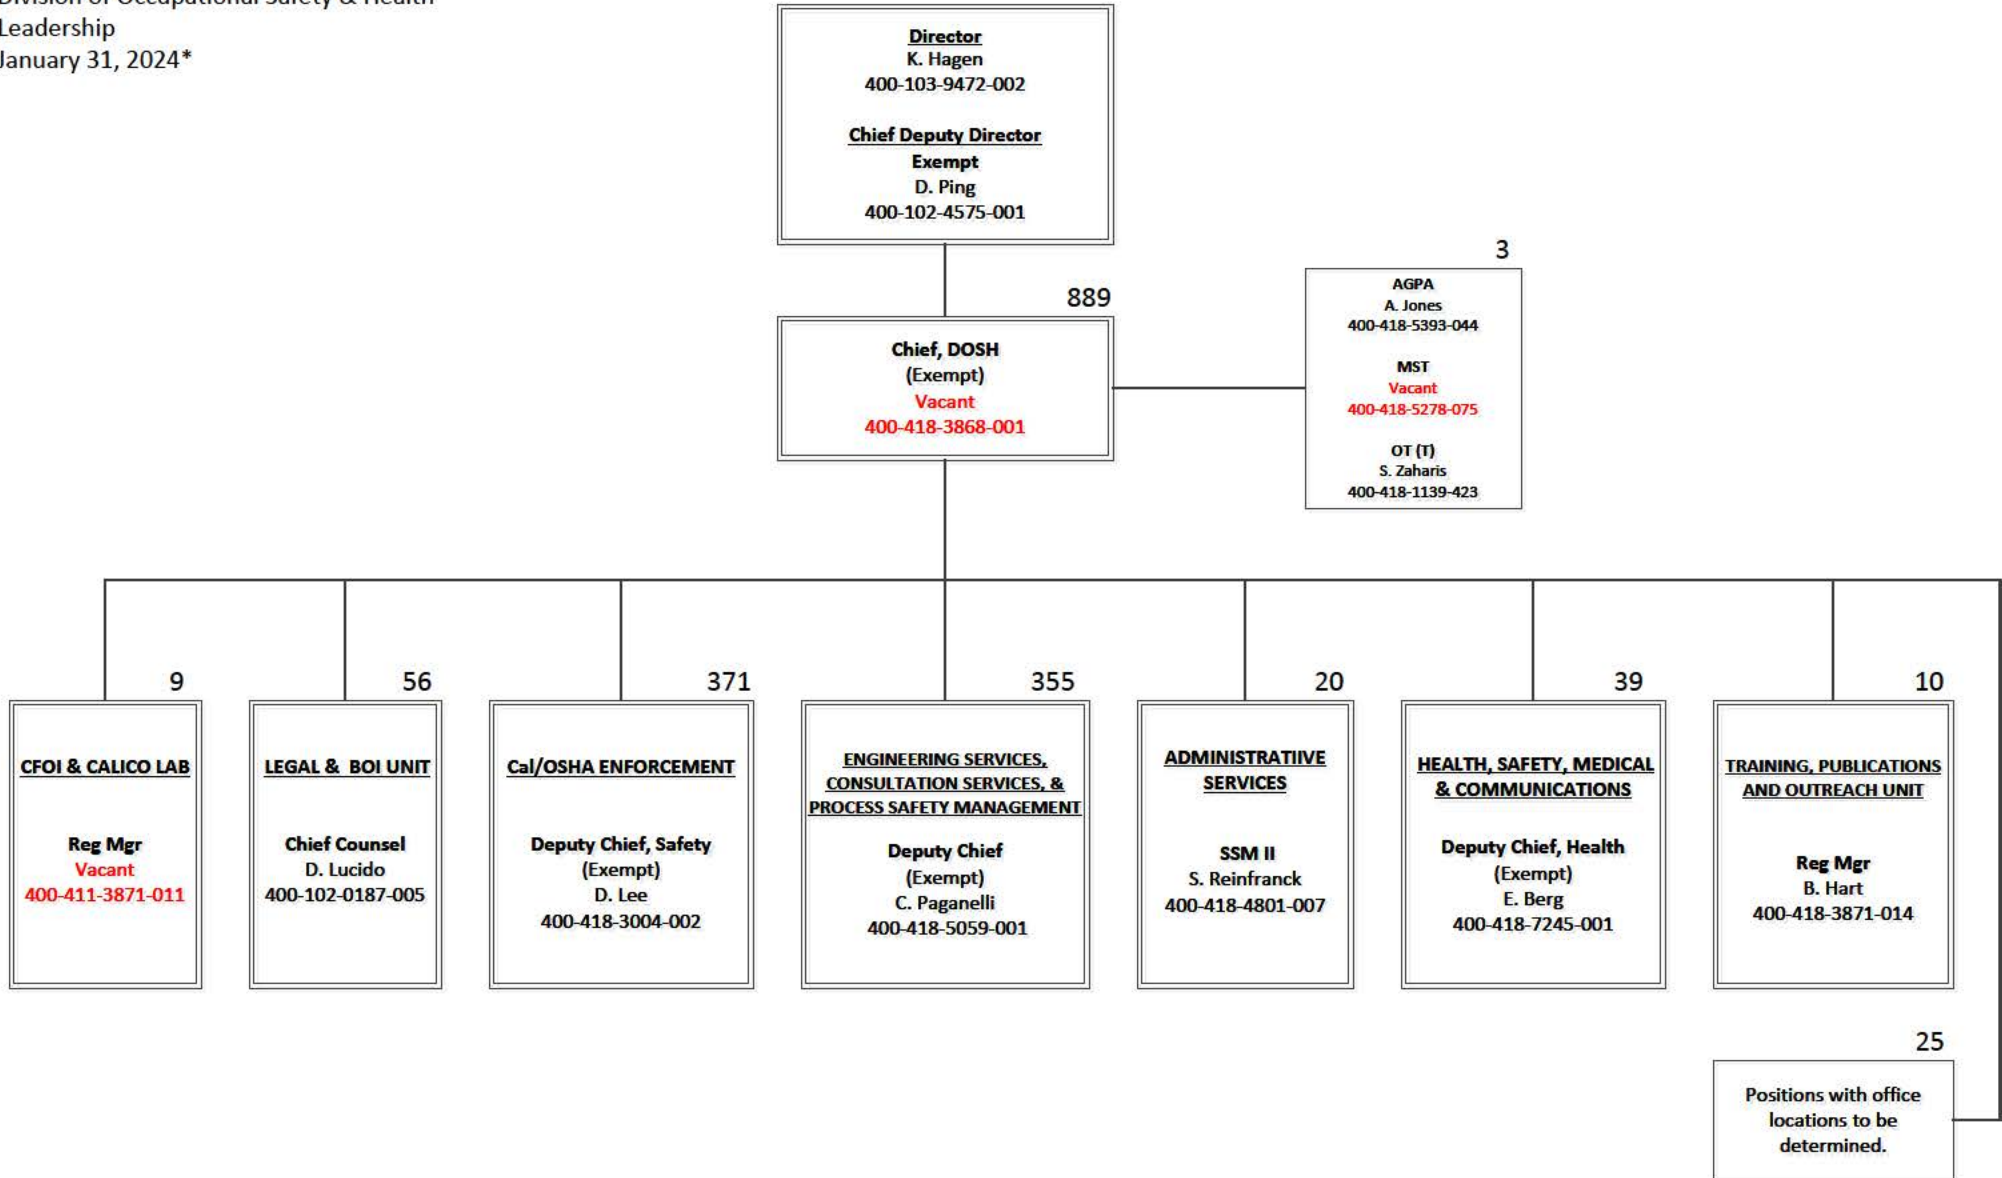 Division of Occupational Safety & Health
Leadership
January 31, 2024*
Director
K. Hagen
400-103-9472-002
Chief Deputy Director
Exempt
D. Ping
400-102-4575-001
889
Chief, DOSH
(Exempt)
Vacant
400-418-3868-001
3
AGPA
A. Jones
400-418-5393-044
MST
Vacant
400-418-5278-075
OT (T)
S. Zaharis
400-418-1139-423
9
CFOI & CALICO LAB
Reg Mgr
Vacant
400-411-3871-011
56
LEGAL & BOI UNIT
Chief Counsel
D. Lucido
400-102-0187-005
371
Cal/OSHA ENFORCEMENT
Deputy Chief, Safety
(Exempt)
D. Lee
400-418-3004-002
355
ENGINEERING SERVICES,
CONSULTATION SERVICES, &
PROCESS SAFETY MANAGEMENT
Deputy Chief
(Exempt)
C. Paganelli
400-418-5059-001
20
ADMINISTRATIIVE
SERVICES
SSM II
S. Reinfranck
400-418-4801-007
39
HEALTH, SAFETY, MEDICAL
& COMMUNICATIONS
Deputy Chief, Health
(Exempt)
E. Berg
400-418-7245-001
10
TRAINING, PUBLICATIONS
AND OUTREACH UNIT
Reg Mgr
B. Hart
400-418-3871-014
25
Positions with office
locations to be
determined.